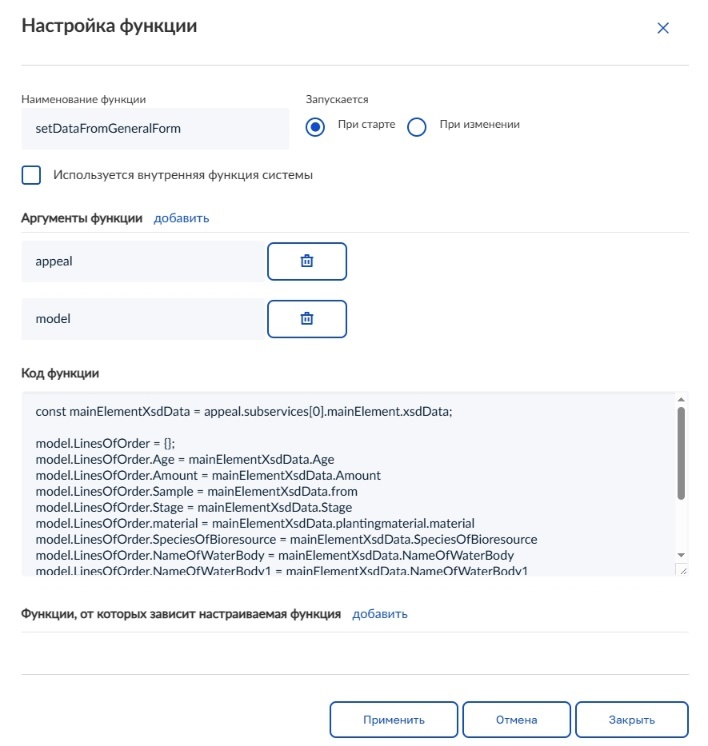 Настройка функции
Наименование функции
Запускается
setDataFromGeneralForm
При старте
При изменении
Используется внутренняя функция системы
Аргументы функции добавить
appeal
model
Код функции
const mainElementXsdData = appeal.subservices[0].mainElement.xsdData;
model.LinesOfOrder = {};
model.LinesOfOrder.Age = mainElementXsdData.Age
model.LinesOfOrder.Amount = mainElementXsdData.Amount
model.LinesOfOrder.Sample = mainElementXsdData.from
model.LinesOfOrder.Stage = mainElementXsdData.Stage
model.LinesOfOrder.material = mainElementXsdData.plantingmaterial.material
model.LinesOfOrder.SpeciesOfBioresource = mainElementXsdData.SpeciesOfBioresource
model.LinesOfOrder.NameOfWaterBody = mainElementXsdData.NameOfWaterBody
model.LinesOfOrder.NameOfWaterBody1 = mainElementXsdData.NameOfWaterBody1
Функции, от которых зависит настраиваемая функция добавить
Применить
Отмена
Закрыть